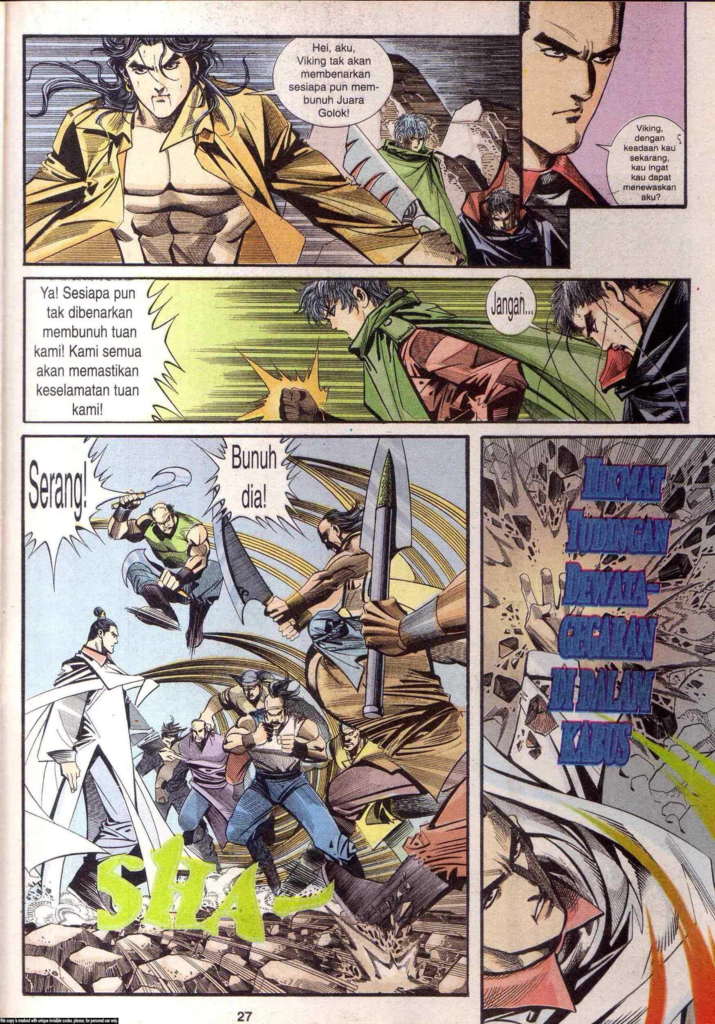 Hei, aku,
Viking tak akan
membenarkan
sesiapa pun mem-
bunuh Juara
Golok!
Viking,
dengan
keadaan kau
sekarang,
kau ingat
kau dapat
menewaskan
aku?
Ya! Sesiapa pun
tak dibenarkan
membunuh tuan
kami! Kami semua
akan memastikan
keselamatan tuan
kami!
Jangah...
Serang!
Bunuh
dia!
HIKMAT
TUDINGAN
DEWATA—
GEGARAN
DI DALAM
KABUS
SHA—
27